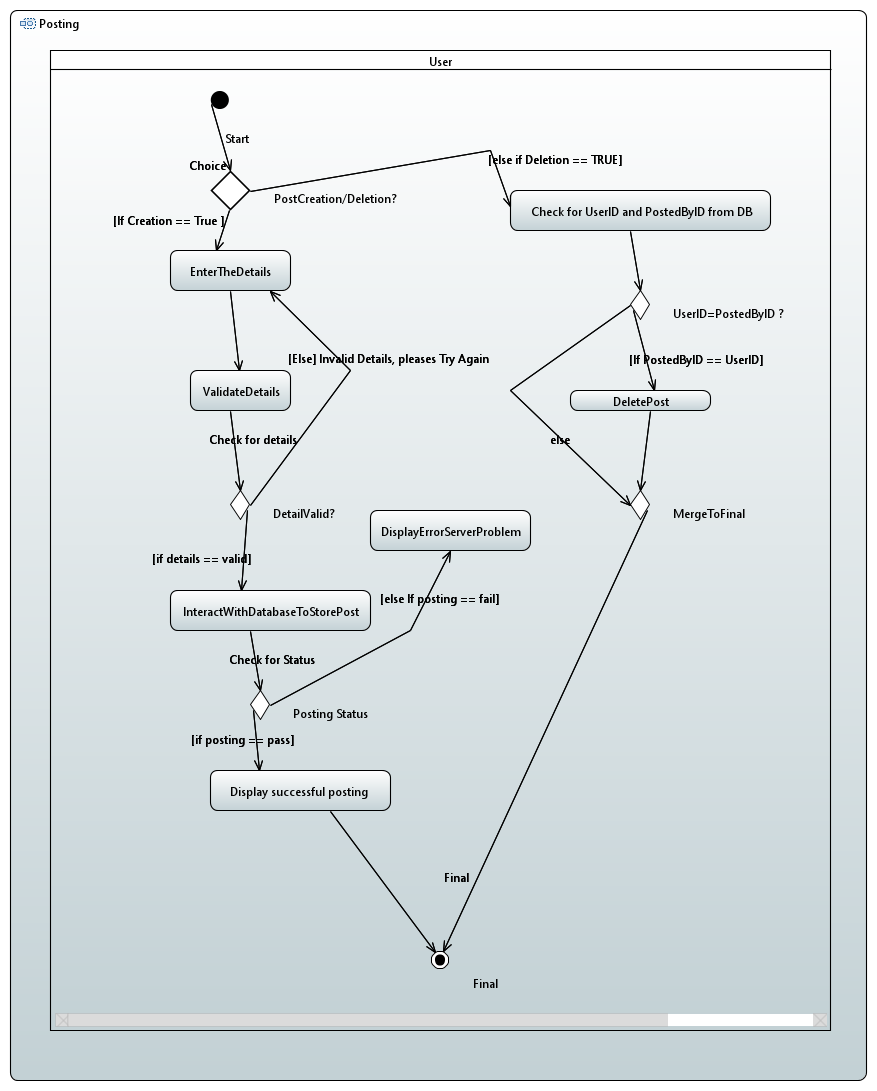 Posting
User
Start
Choice
[else if Deletion == TRUE]
PostCreation/Deletion?
[If Creation == True ]
Check for UserID and PostedByID from DB
EnterTheDetails
UserID=PostedByID ?
[Else] Invalid Details, pleases Try Again
[If PostedByID == UserID]
ValidateDetails
DeletePost
Check for details
else
DetailValid?
MergeToFinal
DisplayErrorServerProblem
[if details == valid]
[else If posting == fail]
InteractWithDatabaseToStorePost
Check for Status
Posting Status
[if posting == pass]
Display successful posting
Final
Final